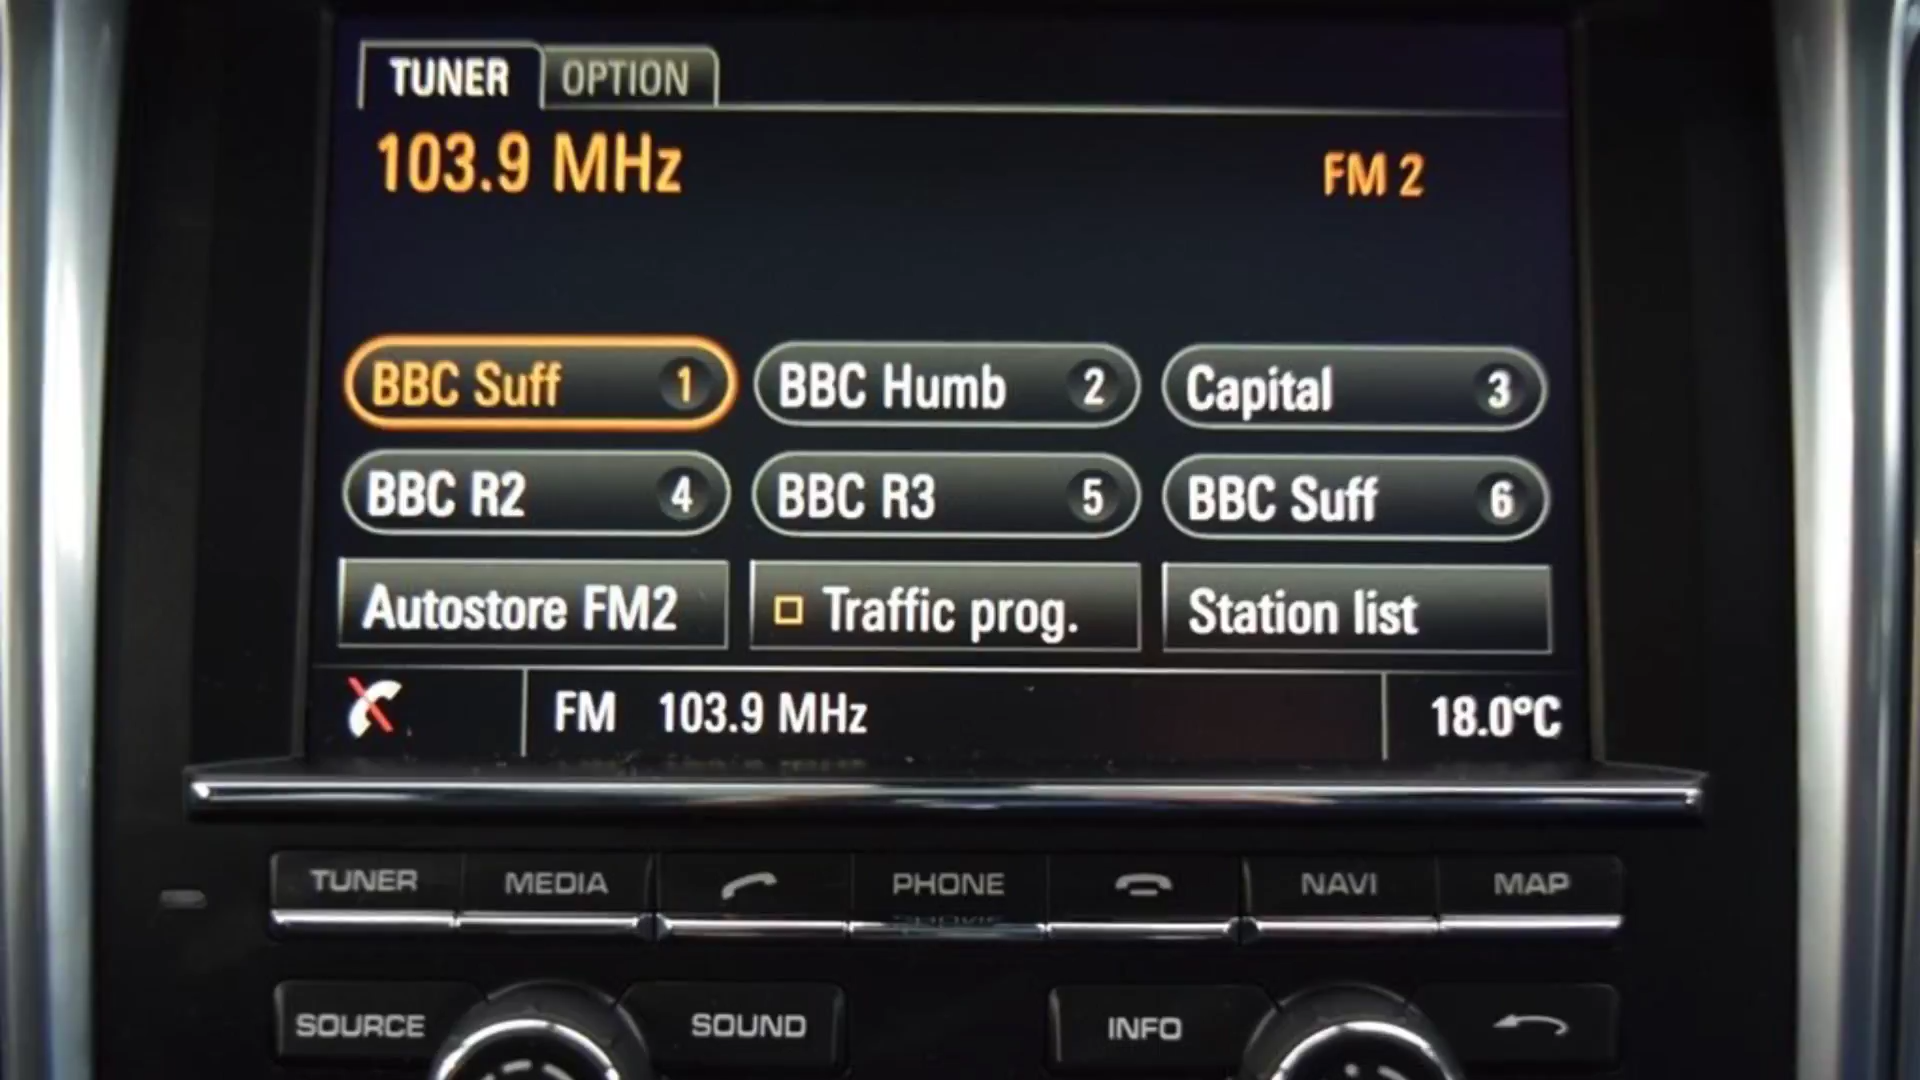 TUNER OPTION
103.9 MHz FM 2
BBC Suff 1 BBC Humb 2 Capital 3
BBC R2 4 BBC R3 5 BBC Suff 6
Autostore FM2 Traffic prog. Station list
FM 103.9 MHz 18.0°C
TUNER MEDIA PHONE NAVI MAP
SOURCE SOUND INFO